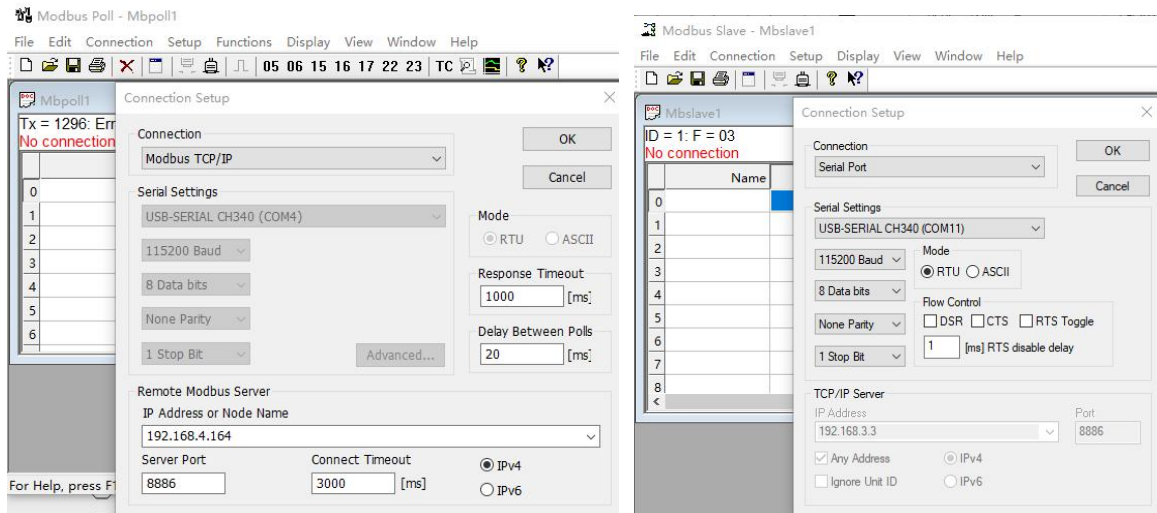 Modbus Poll - Mbpoll1
File Edit Connection Setup Functions Display View Window Help
05 06 15 16 17 22 23 TC
Mbpoll1
Tx = 1296: Err
No connection
0
1
2
3
4
5
6
For Help, press F1
Connection Setup
Connection
Modbus TCP/IP
OK
Cancel
Serial Settings
USB-SERIAL CH340 (COM4)
115200 Baud
8 Data bits
None Parity
1 Stop Bit
Advanced...
Mode
RTU ASCII
Response Timeout
1000 [ms]
Delay Between Polls
20 [ms]
Remote Modbus Server
IP Address or Node Name
192.168.4.164
Server Port
8886
Connect Timeout
3000 [ms]
IPv4
IPv6
Modbus Slave - Mbslave1
File Edit Connection Setup Display View Window Help
Mbslave1
ID = 1: F = 03
No connection
Name
0
1
2
3
4
5
6
7
8
Connection Setup
Connection
Serial Port
OK
Cancel
Serial Settings
USB-SERIAL CH340 (COM11)
115200 Baud
8 Data bits
None Parity
1 Stop Bit
Mode
RTU ASCII
Flow Control
DSR CTS RTS Toggle
1 [ms] RTS disable delay
TCP/IP Server
IP Address
192.168.3.3
Port
8886
Any Address
Ignore Unit ID
IPv4
IPv6